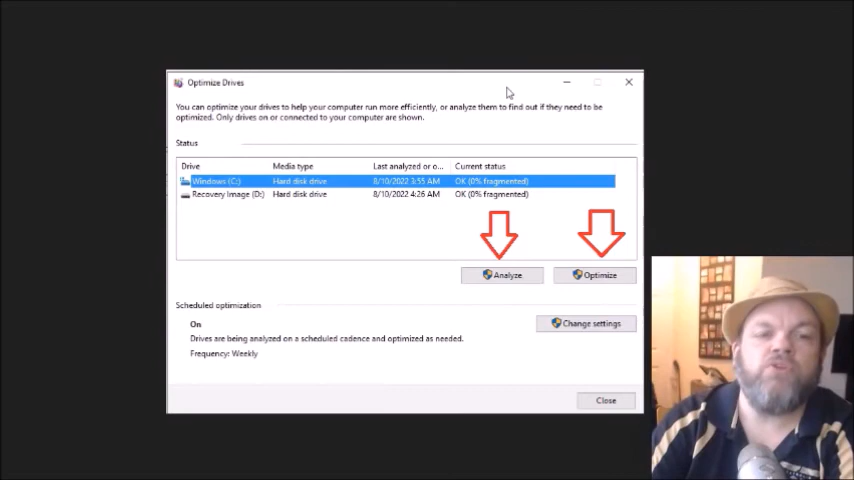 Optimize Drives
You can optimize your drives to help your computer run more efficiently, or analyze them to find out if they need to be
optimized. Only drives on or connected to your computer are shown.
Status
Drive Media type Last analyzed or o... Current status
Windows (C:) Hard disk drive 8/10/2022 3:55 AM OK (0% fragmented)
Recovery Image (D:) Hard disk drive 8/10/2022 4:26 AM OK (0% fragmented)
Analyze Optimize
Scheduled optimization
On
Change settings
Drives are being analyzed on a scheduled cadence and optimized as needed.
Frequency: Weekly
Close